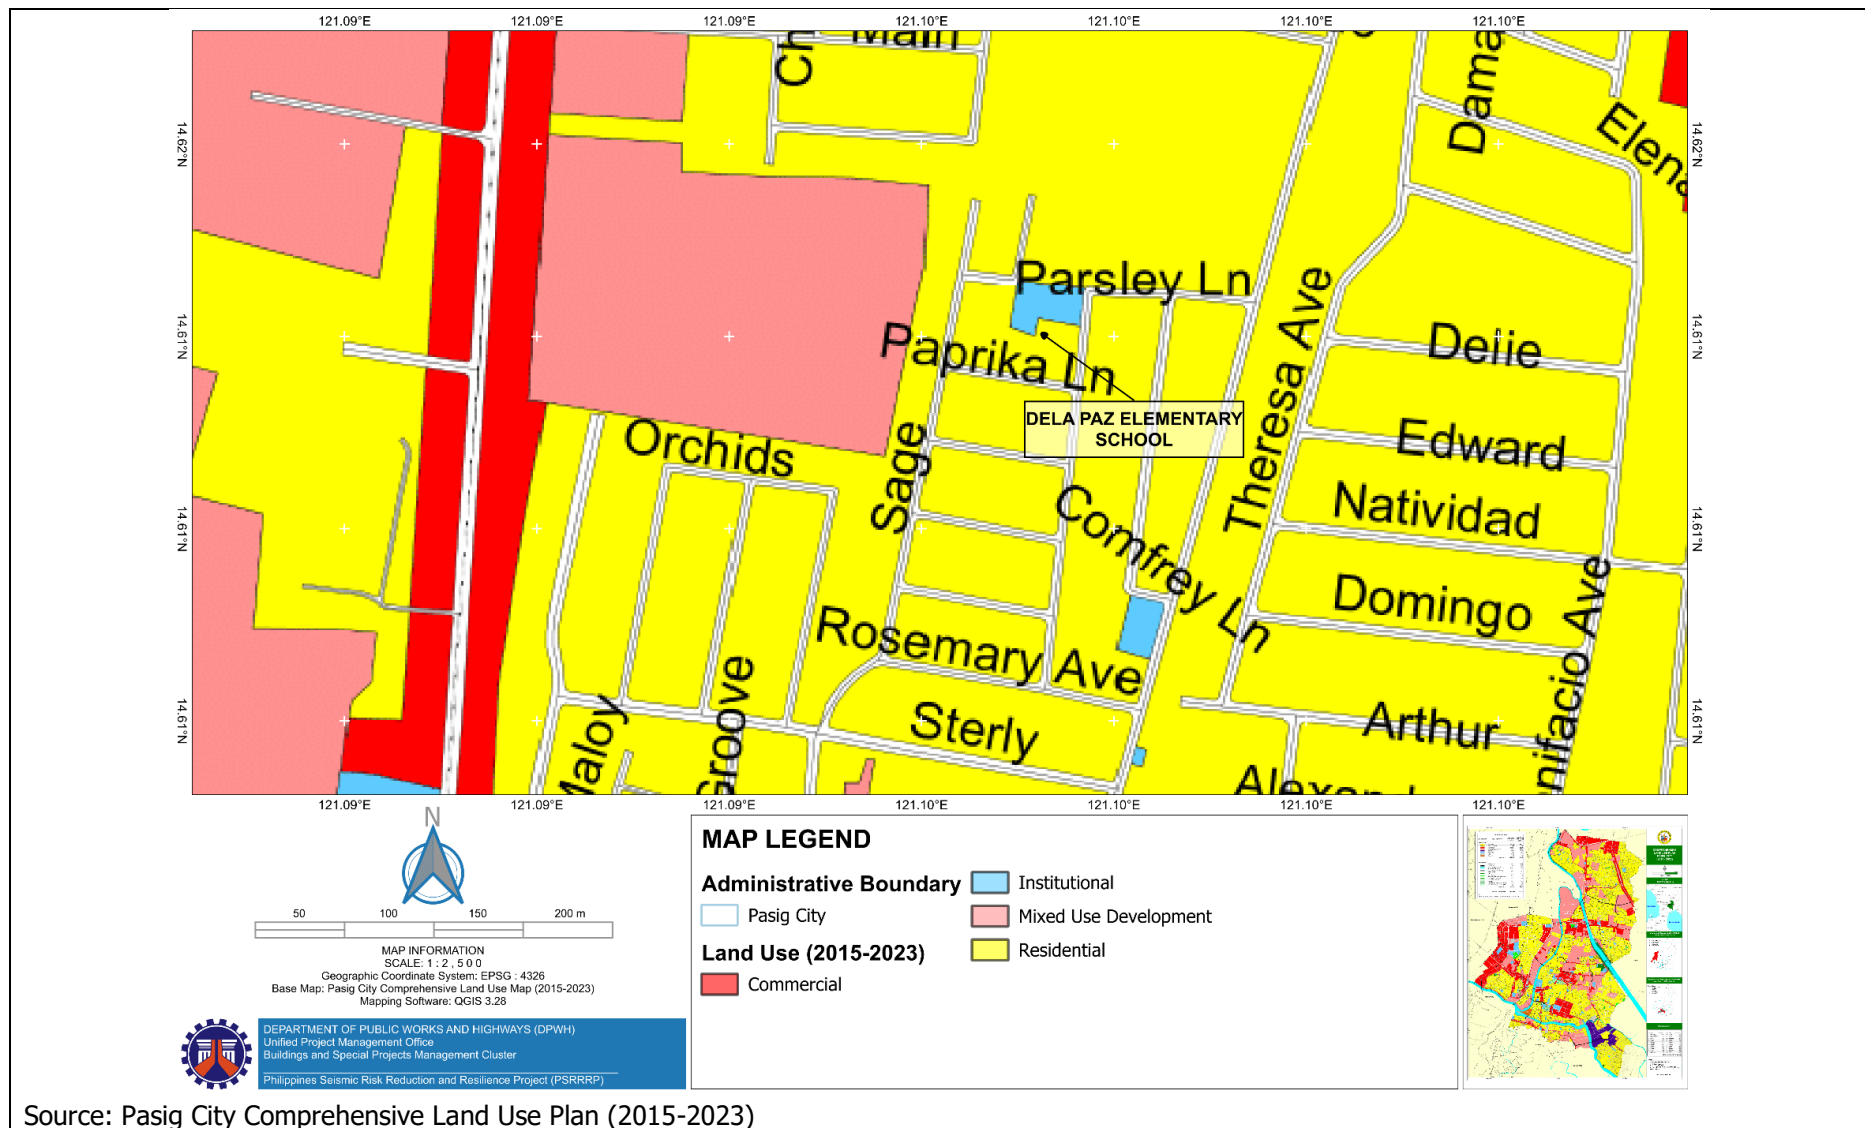 121.09°E 121.09°E 121.09°E 121.10°E 121.10°E 121.10°E 121.10°E
14.62°N
14.61°N
14.61°N
14.61°N
14.62°N
14.61°N
14.61°N
14.61°N
Main
Ch
Dama
Elena
Parsley Ln
Paprika Ln
Theresa Ave
Delie
DELA PAZ ELEMENTARY
SCHOOL
Orchids
Sage
Edward
Natividad
Comfrey Ln
Domingo
Rosemary Ave
Sterly
Maloy
Groove
Arthur
nifacio Ave
Alexand
121.09°E 121.09°E 121.09°E 121.10°E 121.10°E 121.10°E 121.10°E
N
50 100 150 200 m
MAP INFORMATION
SCALE: 1 : 2 , 5 0 0
Geographic Coordinate System: EPSG : 4326
Base Map: Pasig City Comprehensive Land Use Map (2015-2023)
Mapping Software: QGIS 3.28
DEPARTMENT OF PUBLIC WORKS AND HIGHWAYS (DPWH)
Unified Project Management Office
Buildings and Special Projects Management Cluster
Philippines Seismic Risk Reduction and Resilience Project (PSRRRP)
MAP LEGEND
Administrative Boundary
Pasig City
Land Use (2015-2023)
Commercial
Institutional
Mixed Use Development
Residential
Source: Pasig City Comprehensive Land Use Plan (2015-2023)